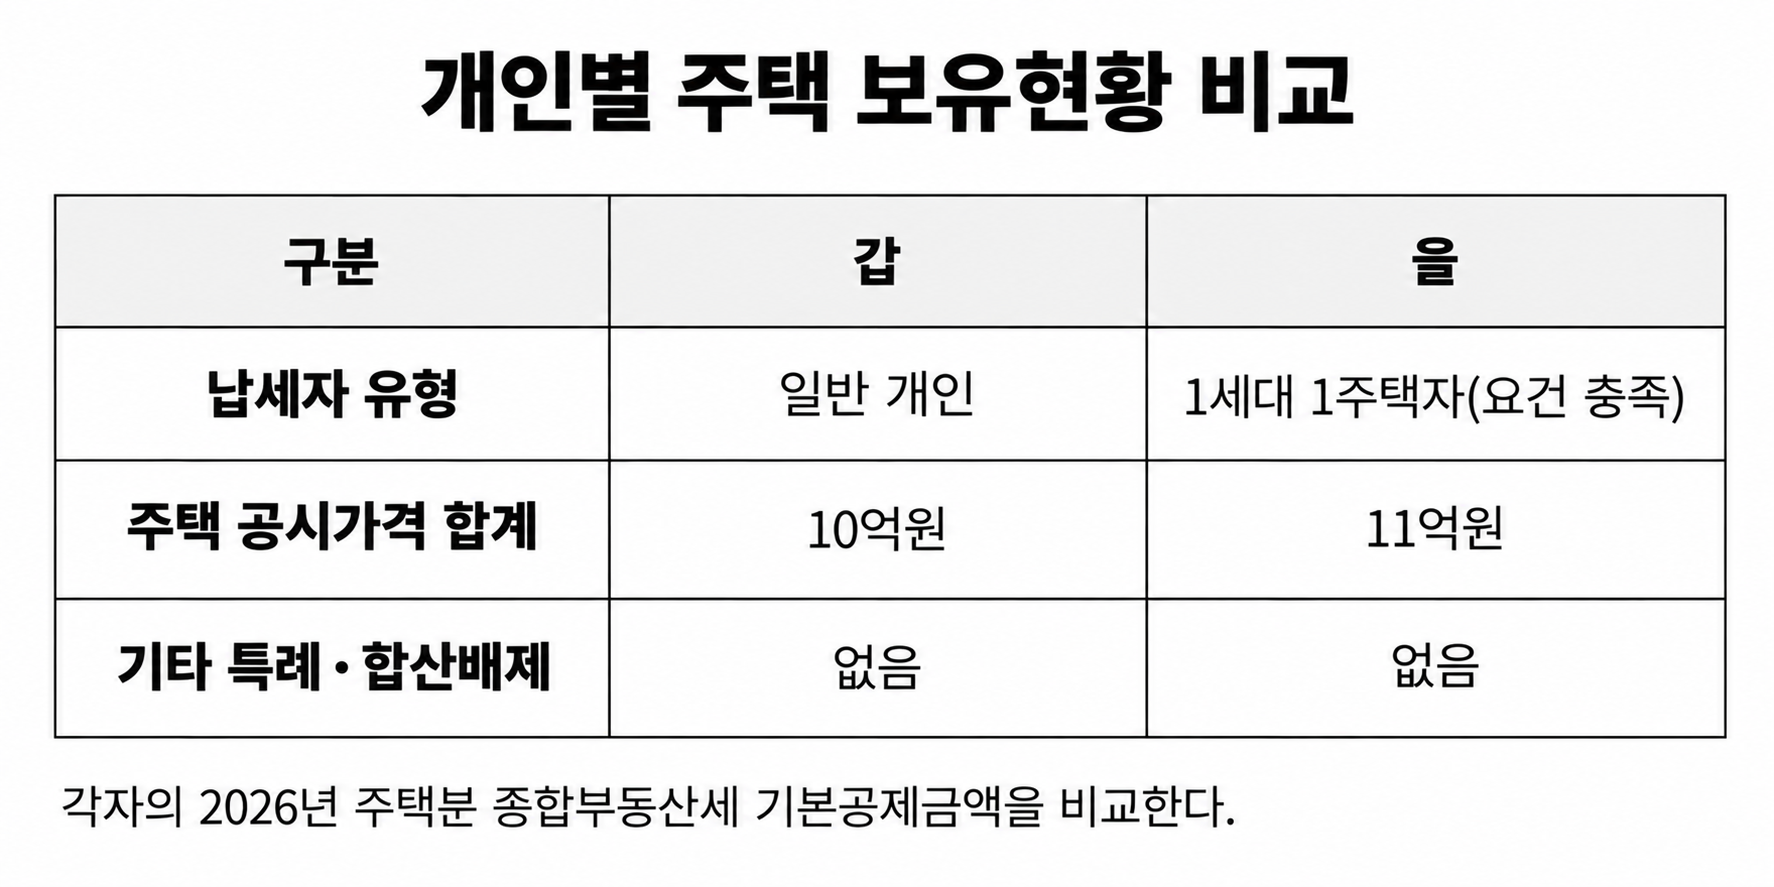 개인별 주택 보유현황 비교
구분 갑 을
납세자 유형 일반 개인 1세대 1주택자(요건 충족)
주택 공시가격 합계 10억원 11억원
기타 특례·합산배제 없음 없음
각자의 2026년 주택분 종합부동산세 기본공제금액을 비교한다.